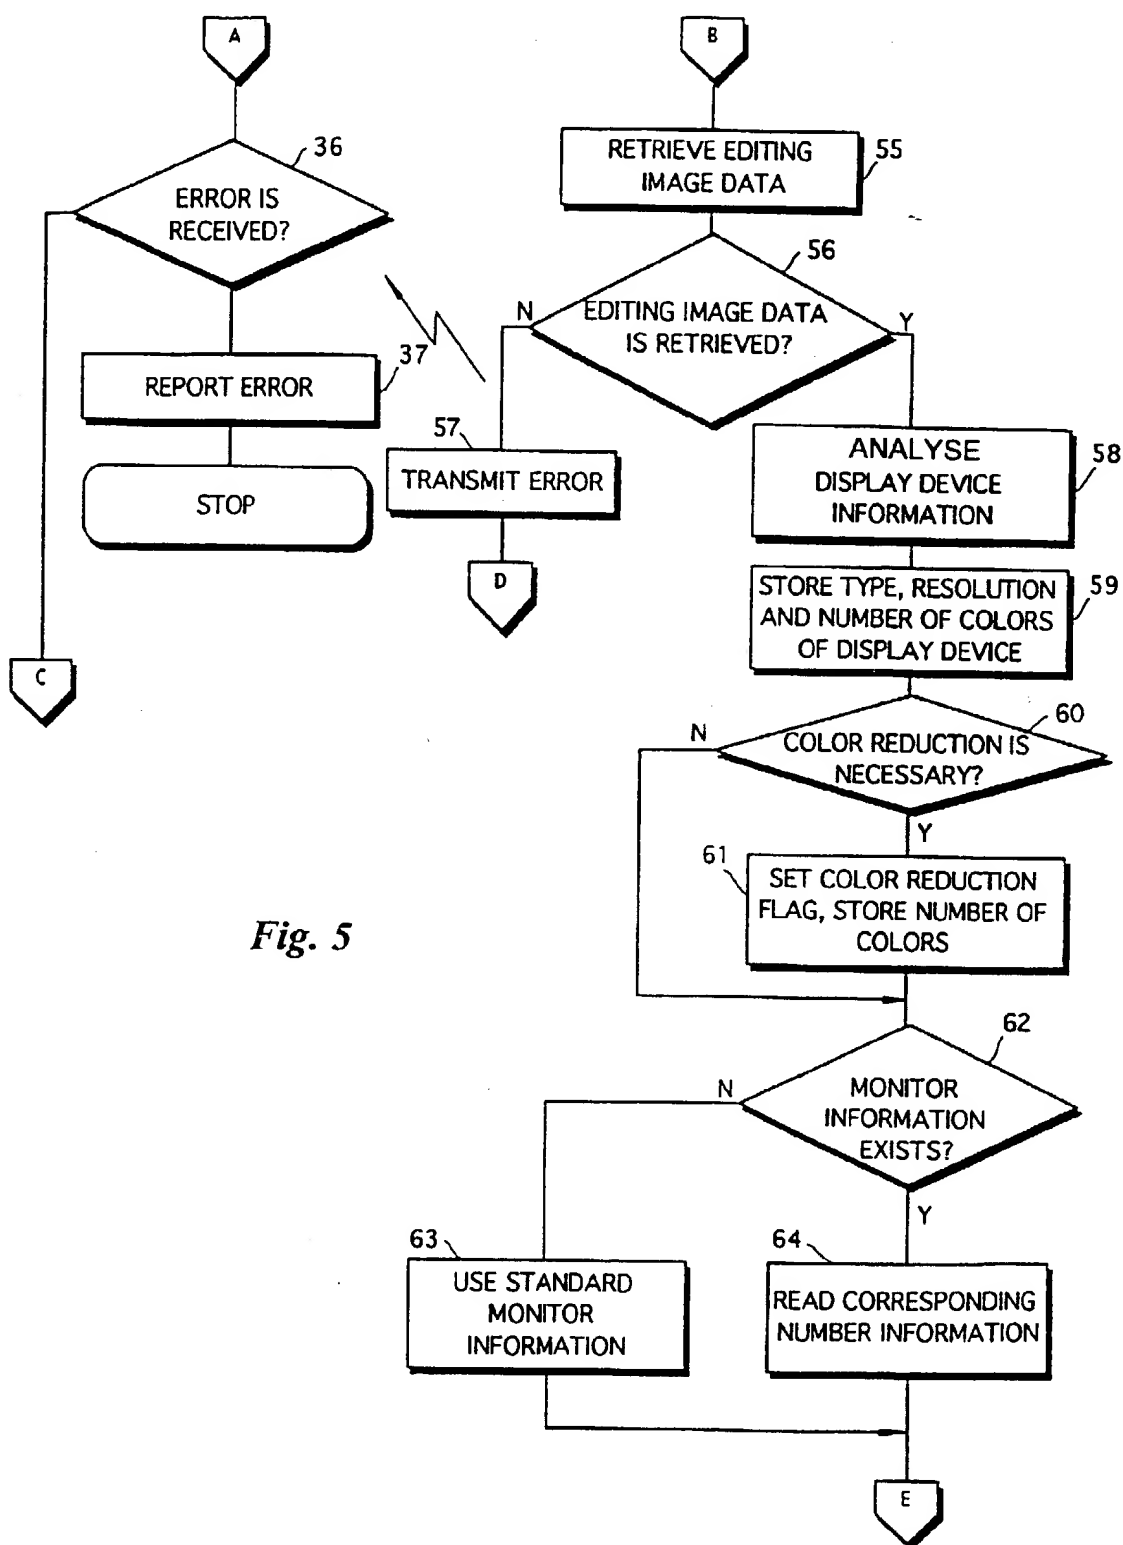 A
B
36
ERROR IS
RECEIVED?
RETRIEVE EDITING
IMAGE DATA
55
56
N
EDITING IMAGE DATA
IS RETRIEVED?
Y
37
REPORT ERROR
STOP
57
TRANSMIT ERROR
D
ANALYSE
DISPLAY DEVICE
INFORMATION
58
STORE TYPE, RESOLUTION
AND NUMBER OF COLORS
OF DISPLAY DEVICE
59
C
60
N
COLOR REDUCTION IS
NECESSARY?
Y
61
SET COLOR REDUCTION
FLAG, STORE NUMBER OF
COLORS
Fig. 5
62
N
MONITOR
INFORMATION
EXISTS?
Y
63
USE STANDARD
MONITOR
INFORMATION
64
READ CORRESPONDING
NUMBER INFORMATION
E